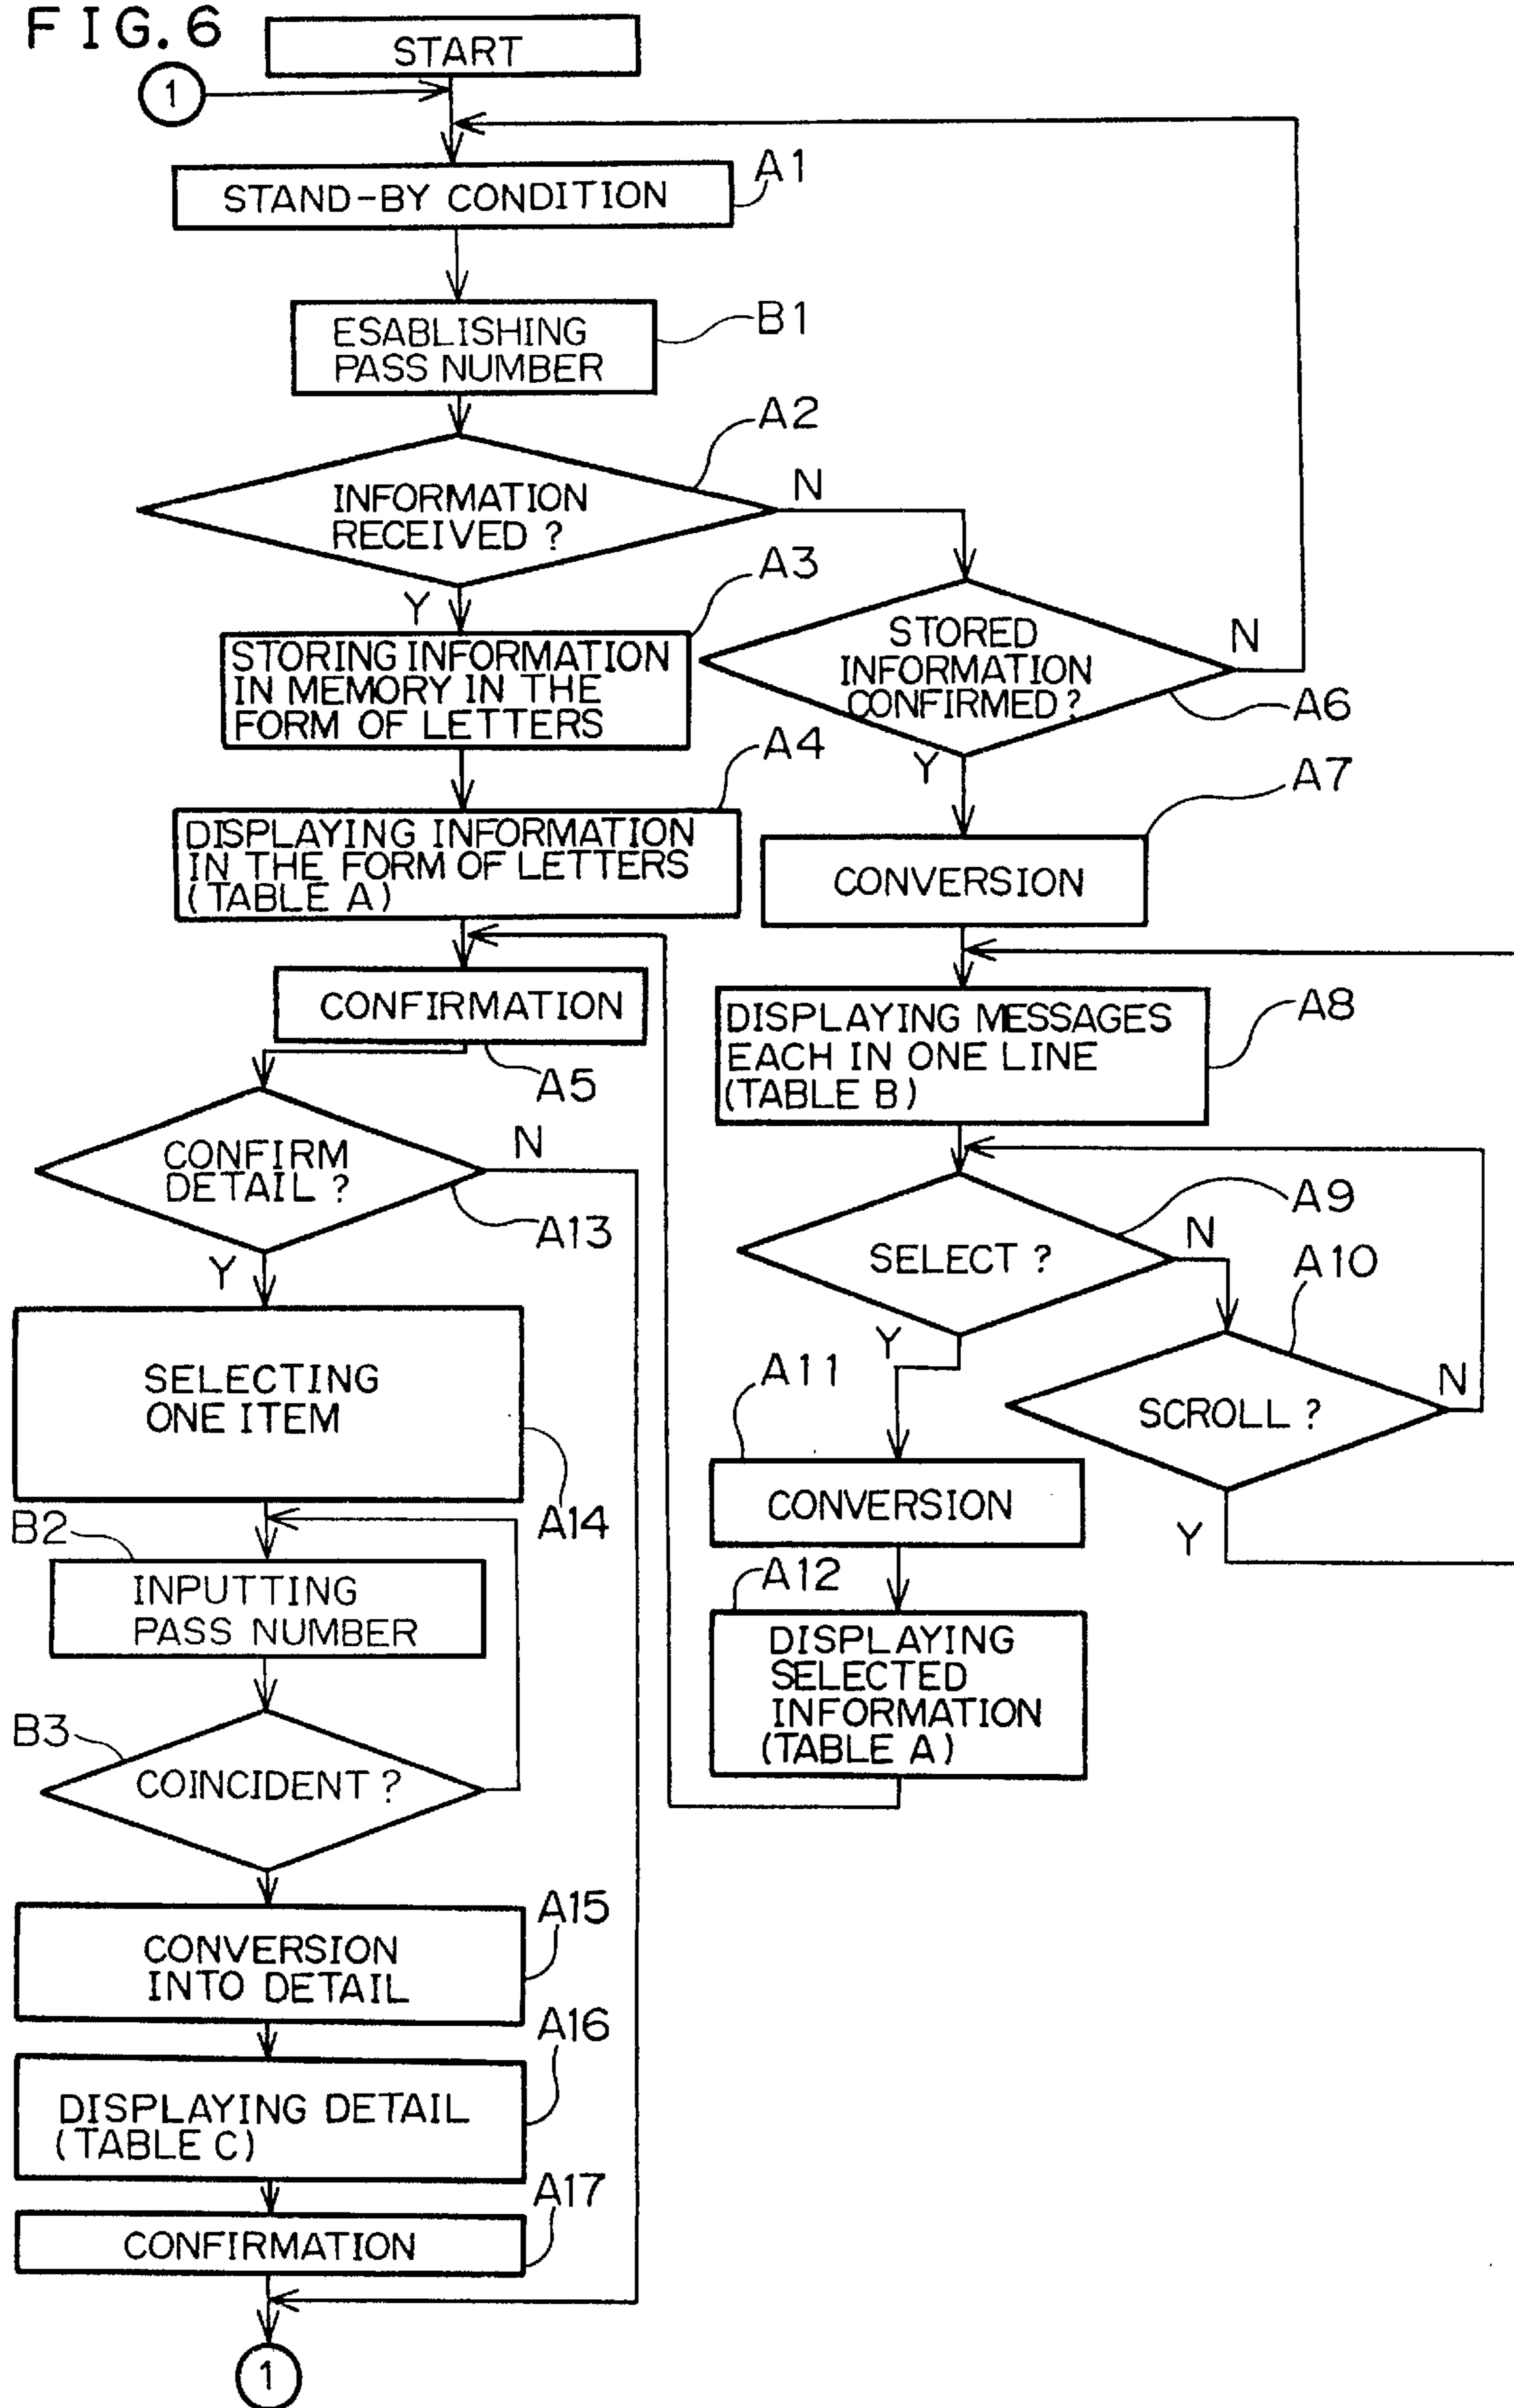 FIG. 6
START
1
STAND-BY CONDITION
A1
ESABLISHING
PASS NUMBER
B1
INFORMATION
RECEIVED ?
A2
N
Y
STORING INFORMATION
IN MEMORY IN THE
FORM OF LETTERS
A3
STORED
INFORMATION
CONFIRMED ?
N
A6
Y
DISPLAYING INFORMATION
IN THE FORM OF LETTERS
(TABLE A)
A4
CONVERSION
A7
CONFIRMATION
A5
DISPLAYING MESSAGES
EACH IN ONE LINE
(TABLE B)
A8
CONFIRM
DETAIL ?
N
A13
Y
SELECT ?
A9
N
Y
SCROLL ?
A10
N
Y
SELECTING
ONE ITEM
A14
CONVERSION
A11
B2
INPUTTING
PASS NUMBER
A12
DISPLAYING
SELECTED
INFORMATION
(TABLE A)
B3
COINCIDENT ?
CONVERSION
INTO DETAIL
A15
DISPLAYING DETAIL
(TABLE C)
A16
CONFIRMATION
A17
1